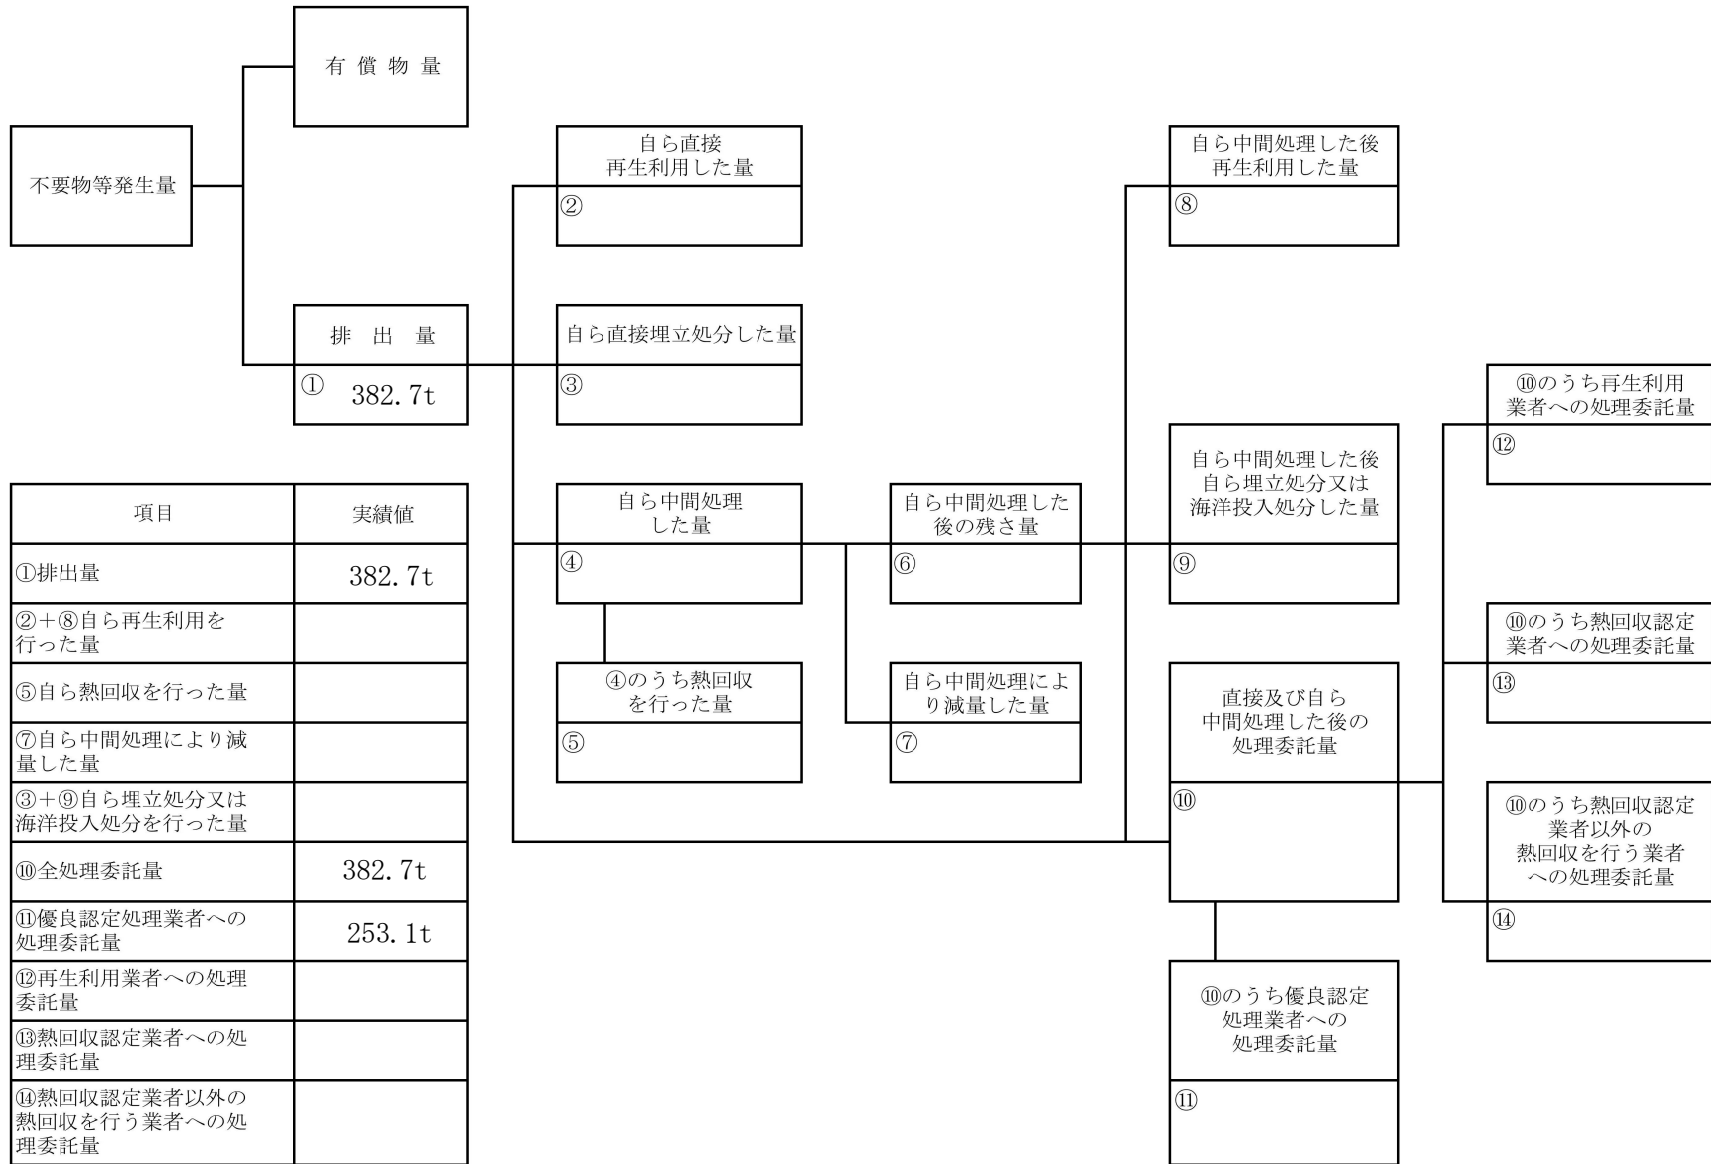 有償物量
不要物等発生量
自ら直接
再生利用した量
②
自ら中間処理した後
再生利用した量
⑧
排出量
① 382.7t
自ら直接埋立処分した量
③
⑩のうち再生利用
業者への処理委託量
⑫
自ら中間処理
した量
④
自ら中間処理した
後の残さ量
⑥
自ら中間処理した後
自ら埋立処分又は
海洋投入処分した量
⑨
④のうち熱回収
を行った量
⑤
自ら中間処理によ
り減量した量
⑦
直接及び自ら
中間処理した後の
処理委託量
⑩
⑩のうち熱回収認定
業者への処理委託量
⑬
⑩のうち熱回収認定
業者以外の
熱回収を行う業者
への処理委託量
⑭
⑩のうち優良認定
処理業者への
処理委託量
⑪
項目 実績値
①排出量 382.7t
②＋⑧自ら再生利用を
行った量
⑤自ら熱回収を行った量
⑦自ら中間処理により減
量した量
③＋⑨自ら埋立処分又は
海洋投入処分を行った量
⑩全処理委託量 382.7t
⑪優良認定処理業者への
処理委託量 253.1t
⑫再生利用業者への処理
委託量
⑬熱回収認定業者への処
理委託量
⑭熱回収認定業者以外の
熱回収を行う業者への処
理委託量